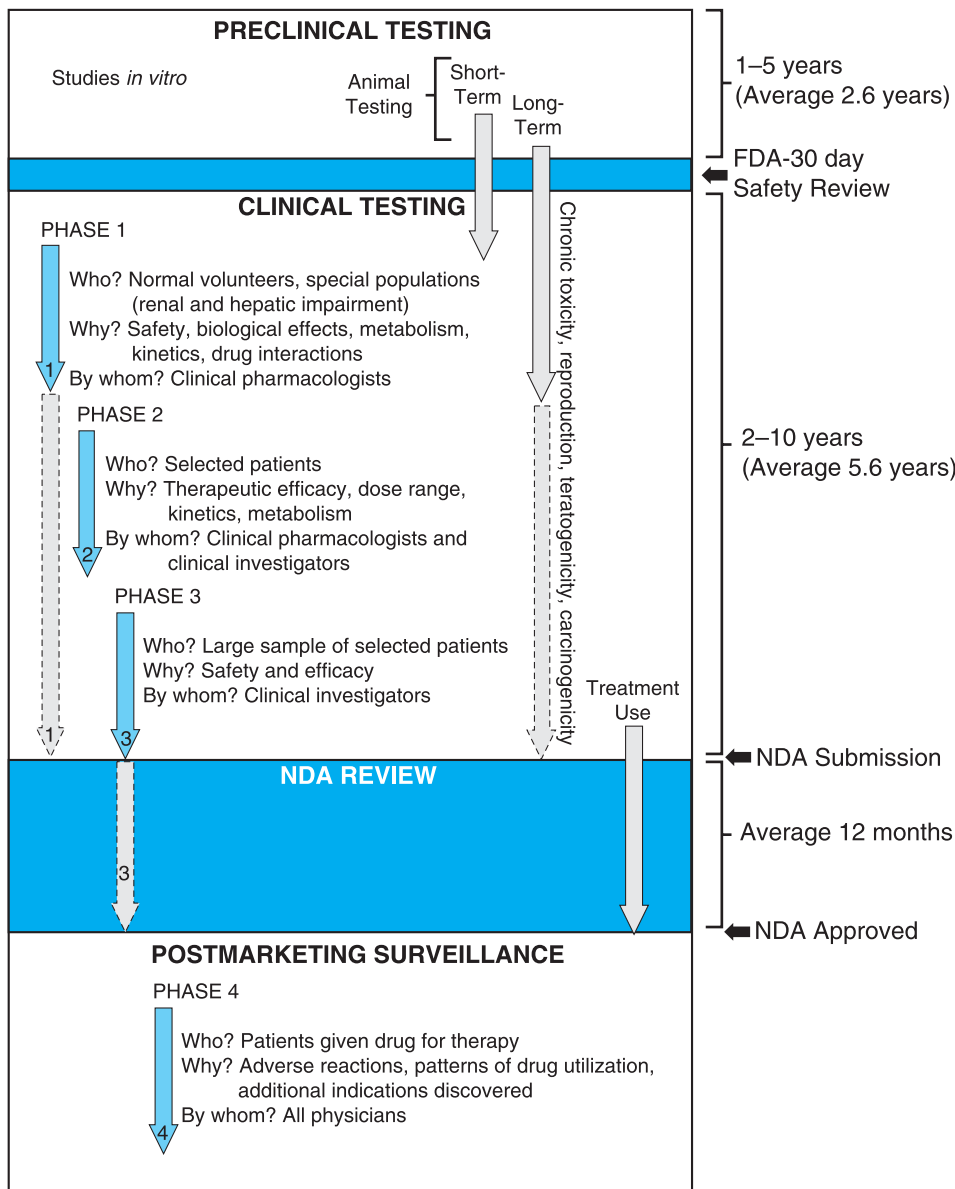 PRECLINICAL TESTING
Studies in vitro
Animal
Testing
Short-
Term
Long-
Term
1–5 years
(Average 2.6 years)
FDA-30 day
Safety Review
CLINICAL TESTING
PHASE 1
Who? Normal volunteers, special populations
(renal and hepatic impairment)
Why? Safety, biological effects, metabolism,
kinetics, drug interactions
By whom? Clinical pharmacologists
1
Chronic toxicity, reproduction, teratogenicity, carcinogenicity
2–10 years
(Average 5.6 years)
PHASE 2
Who? Selected patients
Why? Therapeutic efficacy, dose range,
kinetics, metabolism
By whom? Clinical pharmacologists and
clinical investigators
2
PHASE 3
Who? Large sample of selected patients
Why? Safety and efficacy
By whom? Clinical investigators
1
3
Treatment
Use
NDA Submission
NDA REVIEW
3
Average 12 months
NDA Approved
POSTMARKETING SURVEILLANCE
PHASE 4
Who? Patients given drug for therapy
Why? Adverse reactions, patterns of drug utilization,
additional indications discovered
By whom? All physicians
4